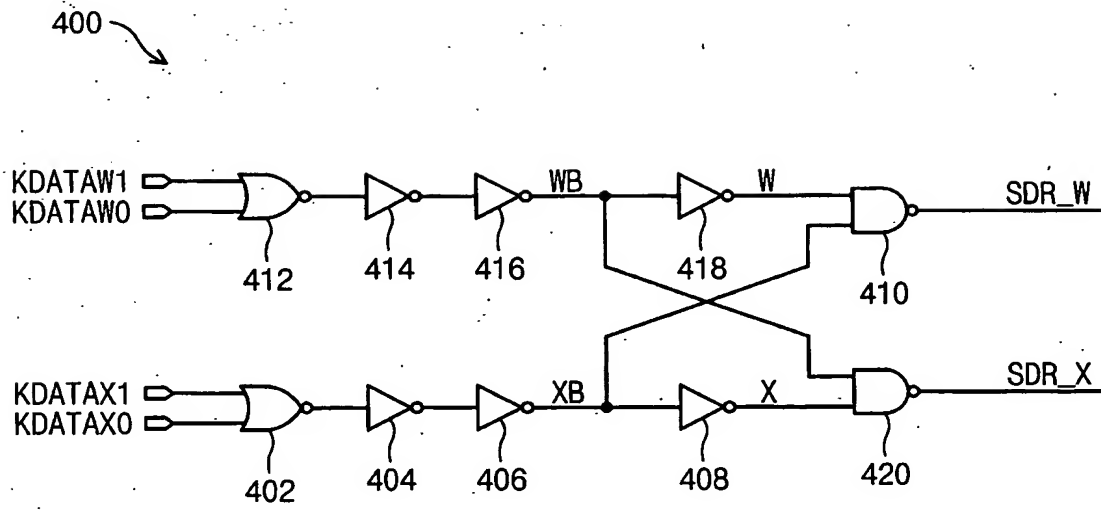 400
KDATAW1
KDATAW0
WB
W
SDR_W
412
414
416
418
410
KDATAX1
KDATAX0
XB
X
SDR_X
402
404
406
408
420